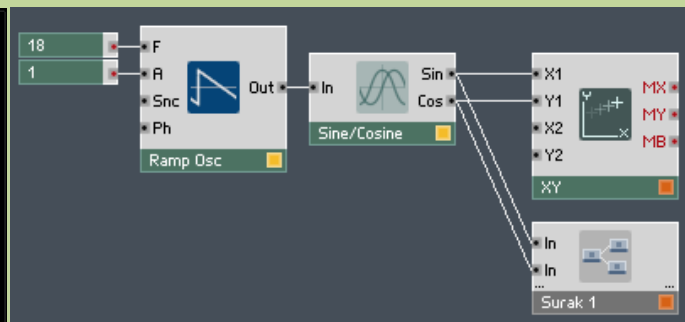 18
1
F
A
Snc
Ph
Out
Ramp Osc
In
Sin
Cos
Sine/Cosine
X1
Y1
X2
Y2
MX
MY
MB
Y
X
XY
In
In
...
...
Surak 1